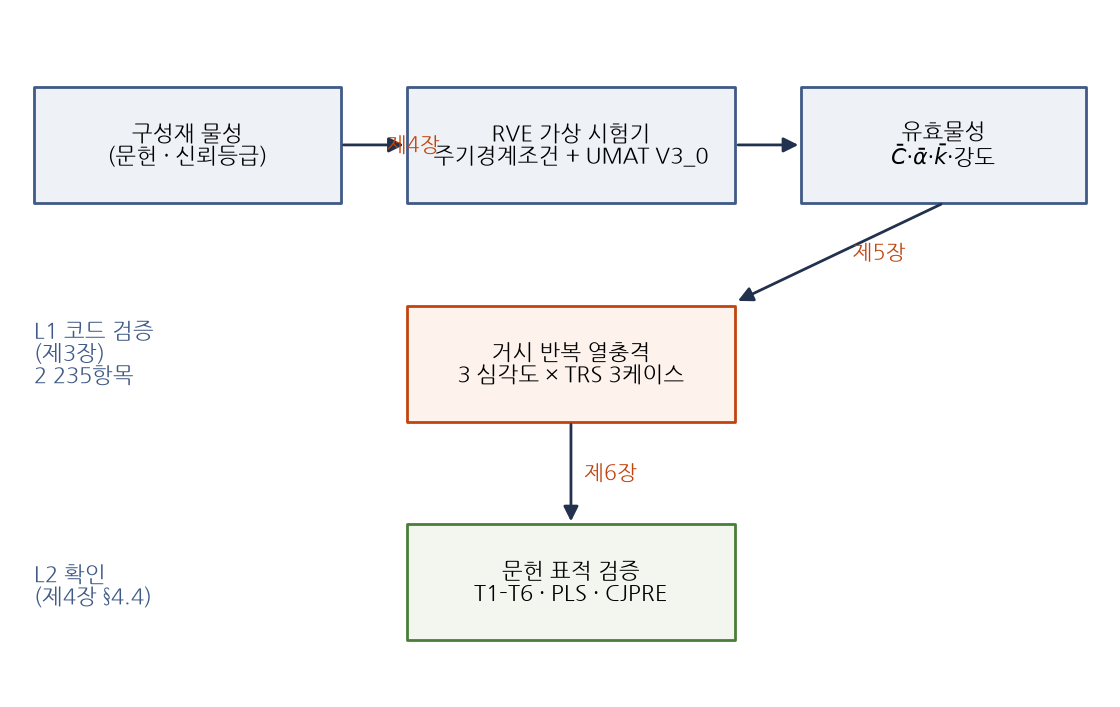 구성재 물성
(문헌 · 신뢰등급)
제4장
RVE 가상 시험기
주기경계조건 + UMAT V3_0
유효물성
C̄·ᾱ·k̄·강도
제5장
L1 코드 검증
(제3장)
2 235항목
거시 반복 열충격
3 심각도 × TRS 3케이스
제6장
L2 확인
(제4장 §4.4)
문헌 표적 검증
T1–T6 · PLS · CJPRE